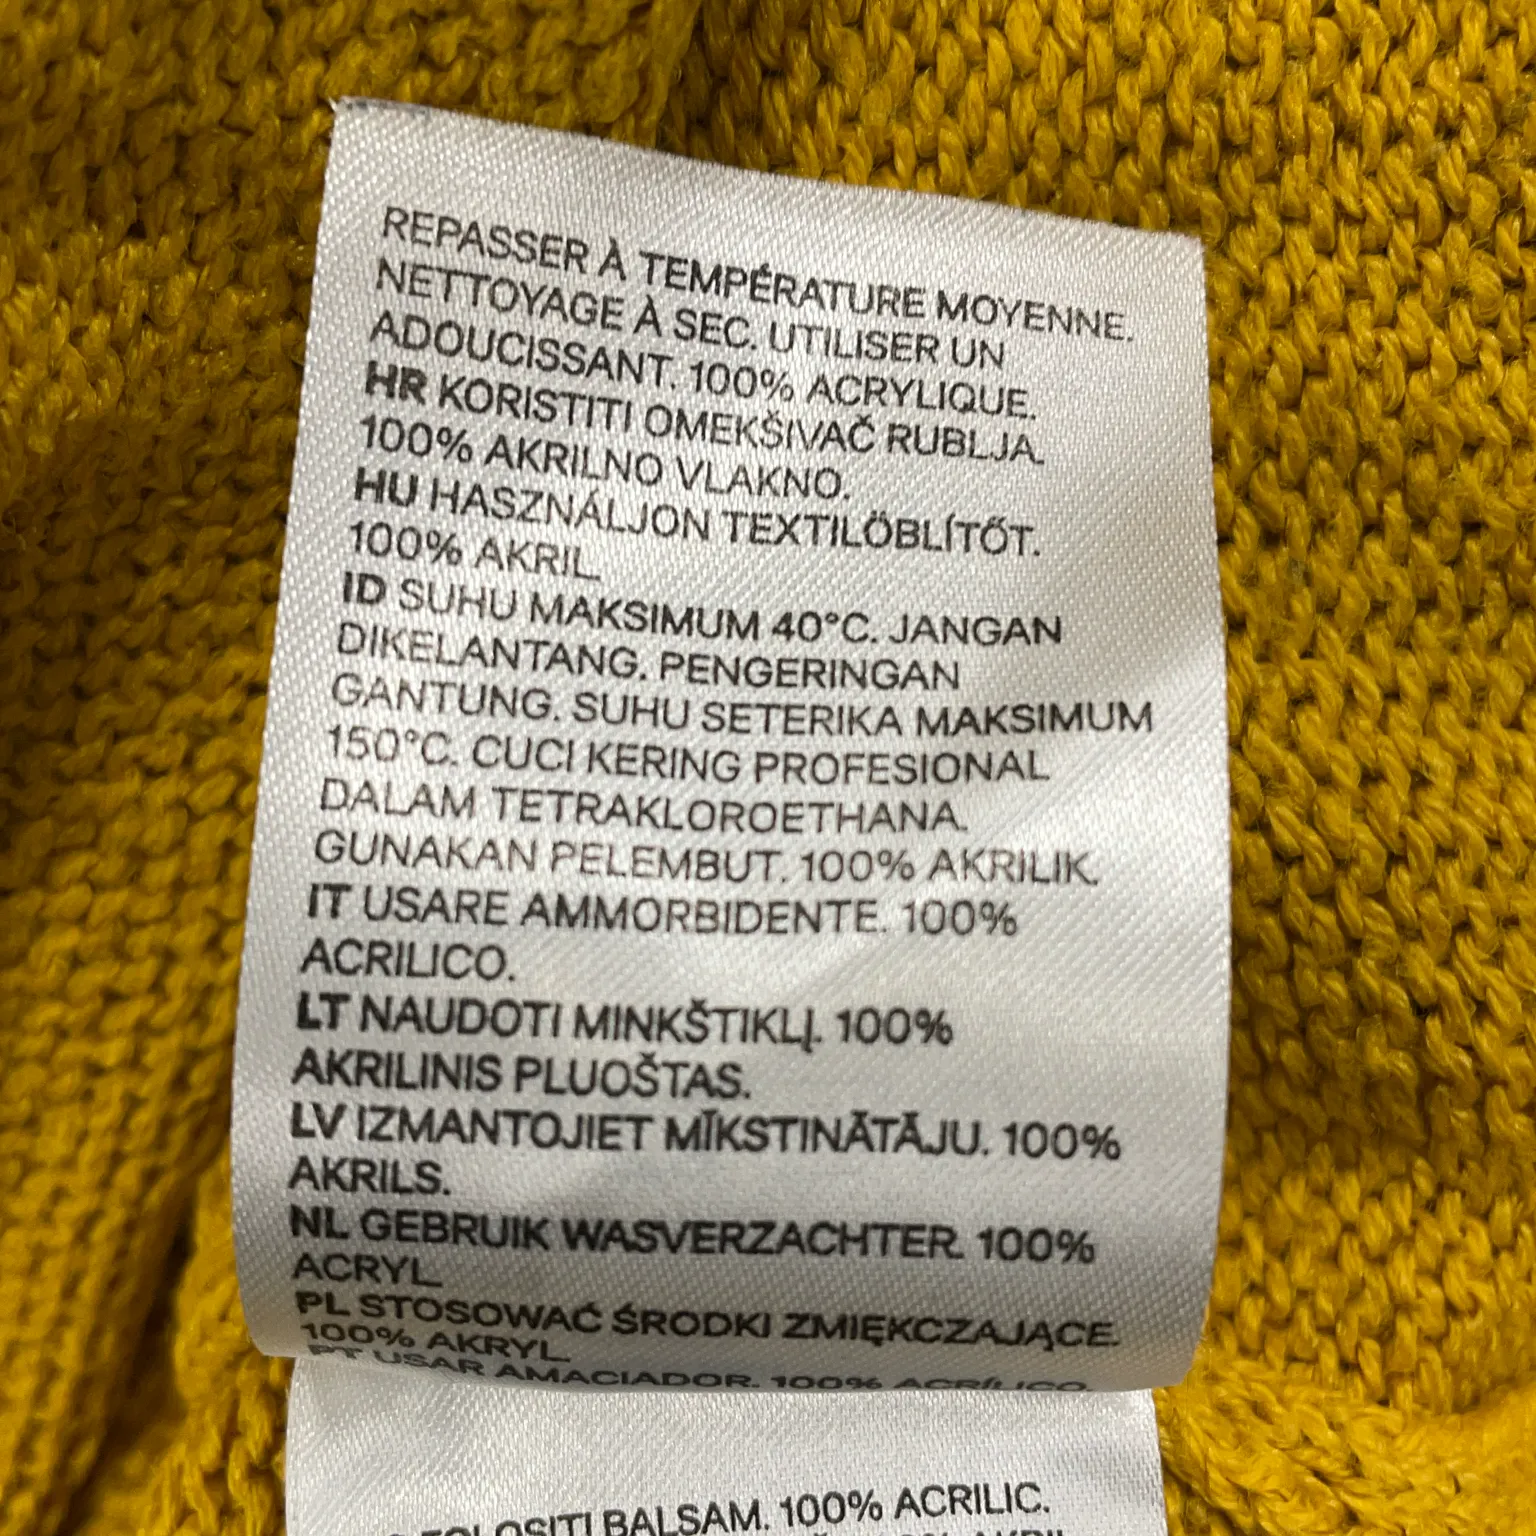 REPASSER À TEMPÉRATURE MOYENNE.
NETTOYAGE À SEC. UTILISER UN
ADOUCISSANT. 100% ACRYLIQUE.
HR KORISTITI OMEKŠIVAČ RUBLJA.
100% AKRILNO VLAKNO.
HU HASZNÁLJON TEXTILÖBLÍTŐT.
100% AKRIL.
ID SUHU MAKSIMUM 40°C. JANGAN
DIKELANTANG. PENGERINGAN
GANTUNG. SUHU SETERIKA MAKSIMUM
150°C. CUCI KERING PROFESIONAL
DALAM TETRAKLOROETHANA.
GUNAKAN PELEMBUT. 100% AKRILIK.
IT USARE AMMORBIDENTE. 100%
ACRILICO.
LT NAUDOTI MINKŠTIKLĮ. 100%
AKRILINIS PLUOŠTAS.
LV IZMANTOJIET MĪKSTINĀTĀJU. 100%
AKRILS.
NL GEBRUIK WASVERZACHTER. 100%
ACRYL.
PL STOSOWAĆ ŚRODKI ZMIĘKCZAJĄCE.
100% AKRYL.
PT USAR AMACIADOR. 100% ACRÍLICO.
BALSAM. 100% ACRILIC.